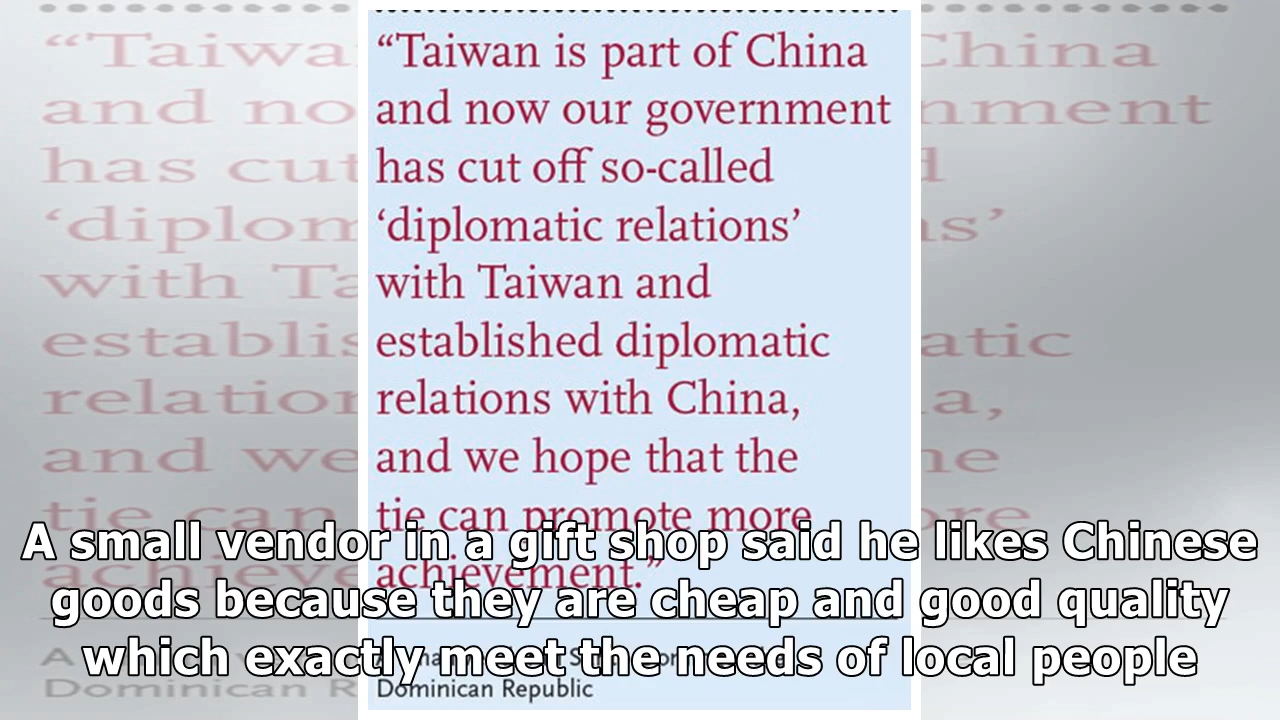 “Taiwan is part of China
and now our government
has cut off so-called
‘diplomatic relations’
with Taiwan and
established diplomatic
relations with China,
and we hope that the
tie can promote more
achievement.”
A small vendor in a gift shop said he likes Chinese
goods because they are cheap and good quality
which exactly meet the needs of local people
Dominican Republic